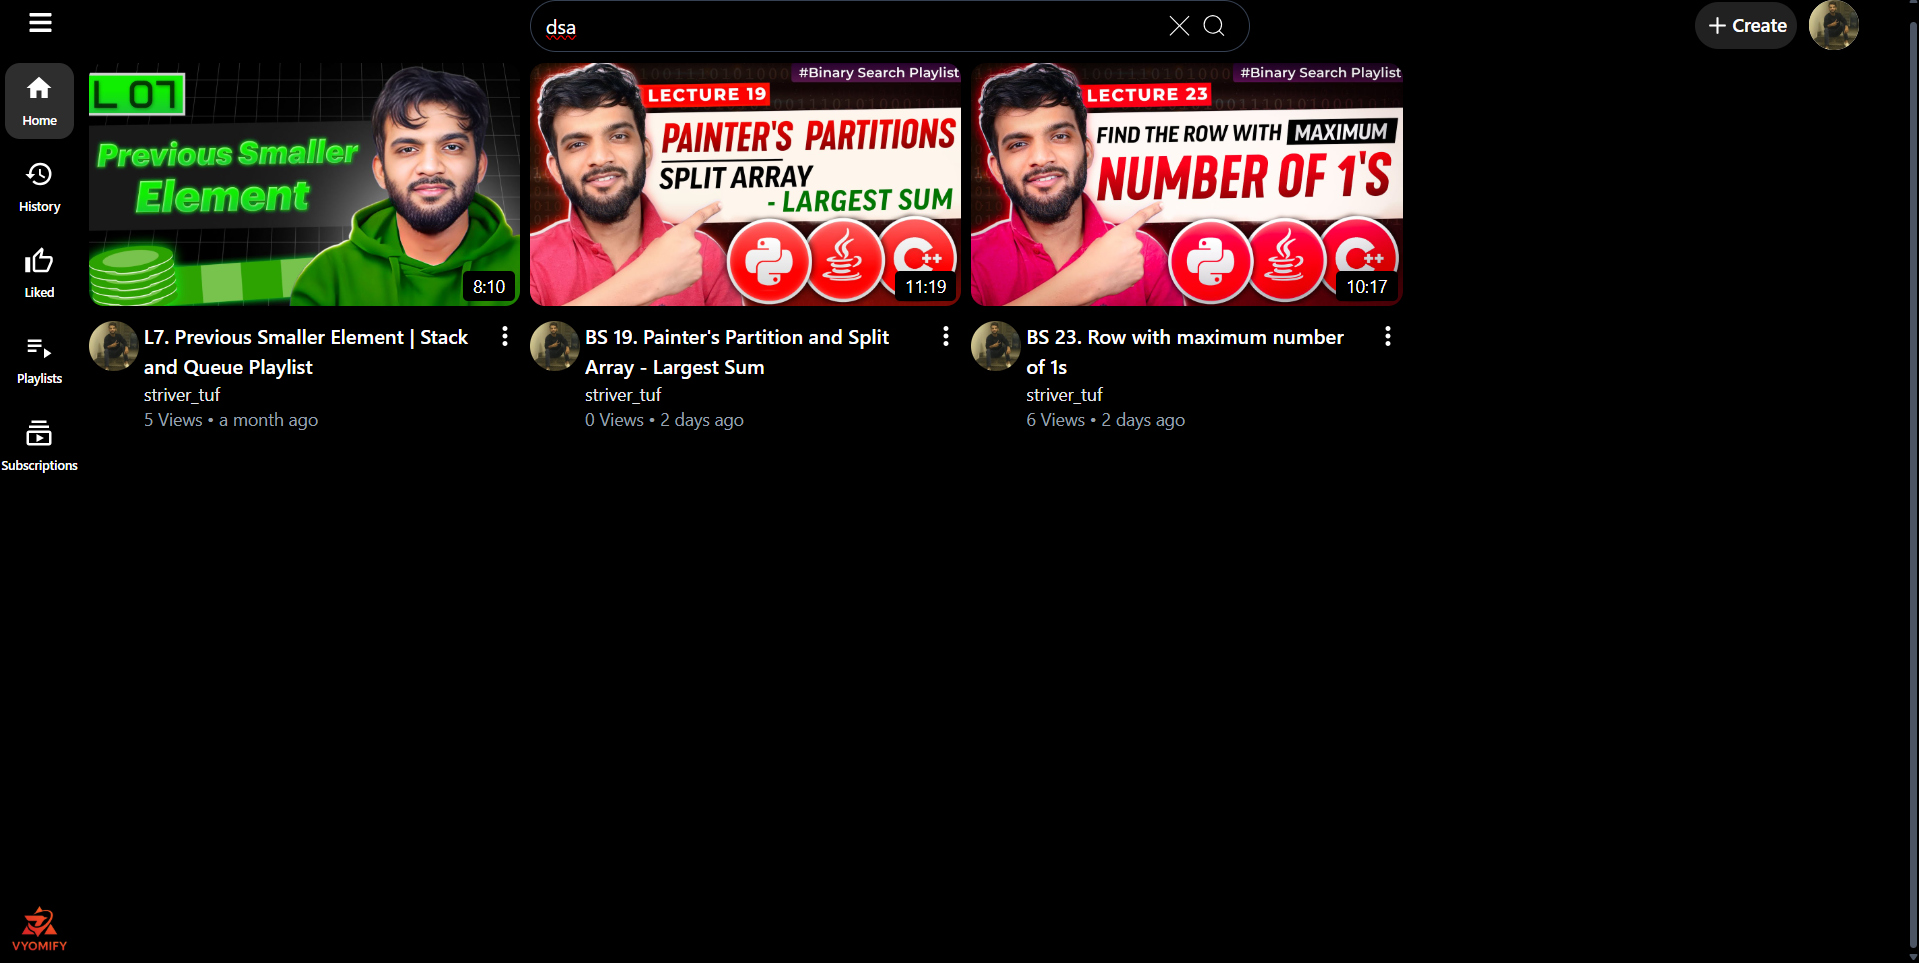 dsa
Create
Home
History
Liked
Playlists
Subscriptions
L 07
Previous Smaller
Element
8:10
L7. Previous Smaller Element | Stack
and Queue Playlist
striver_tuf
5 Views • a month ago
#Binary Search Playlist
LECTURE 19
PAINTER'S PARTITIONS
SPLIT ARRAY
- LARGEST SUM
C++
11:19
BS 19. Painter's Partition and Split
Array - Largest Sum
striver_tuf
0 Views • 2 days ago
#Binary Search Playlist
LECTURE 23
FIND THE ROW WITH MAXIMUM
NUMBER OF 1'S
C++
10:17
BS 23. Row with maximum number
of 1s
striver_tuf
6 Views • 2 days ago
VYOMIFY